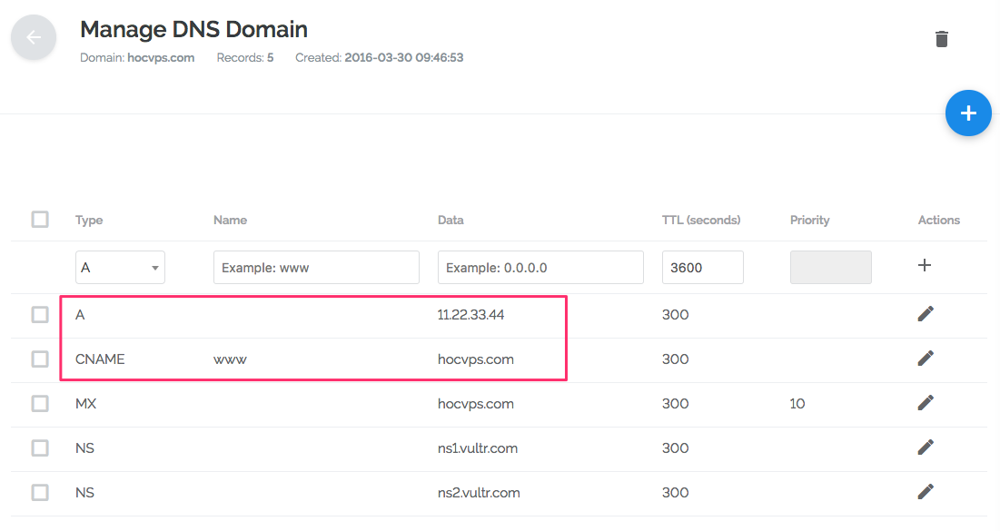 Manage DNS Domain
Domain: hocvps.com Records: 5 Created: 2016-03-30 09:46:53
Type Name Data TTL (seconds) Priority Actions
A Example: www Example: 0.0.0.0 3600
A 11.22.33.44 300
CNAME www hocvps.com 300
MX hocvps.com 300 10
NS ns1.vultr.com 300
NS ns2.vultr.com 300